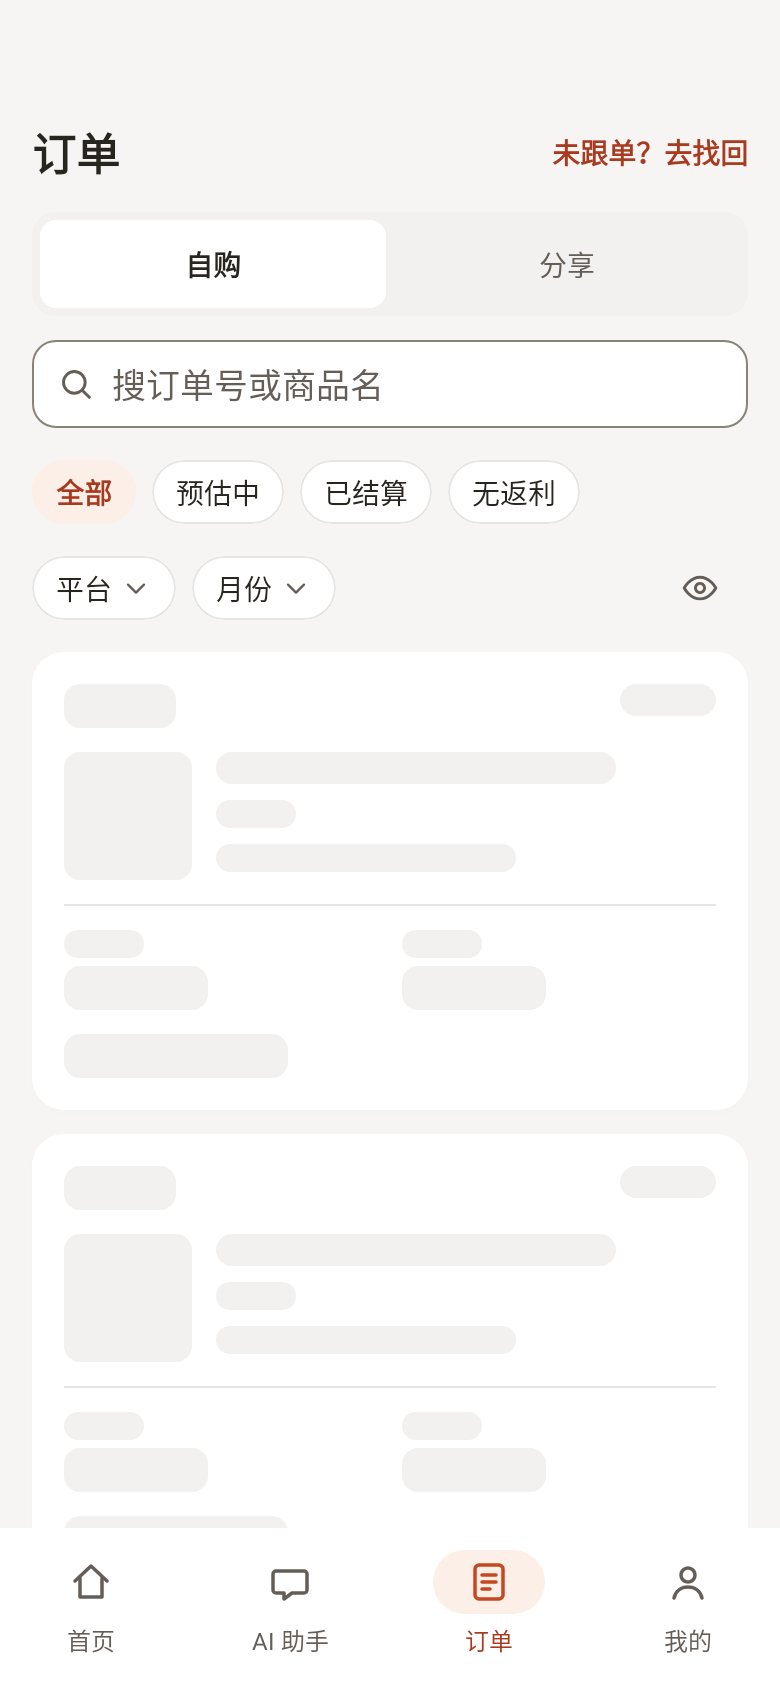 订单
未跟单？去找回
自购
分享
搜订单号或商品名
全部
预估中
已结算
无返利
平台
月份
首页
AI 助手
订单
我的